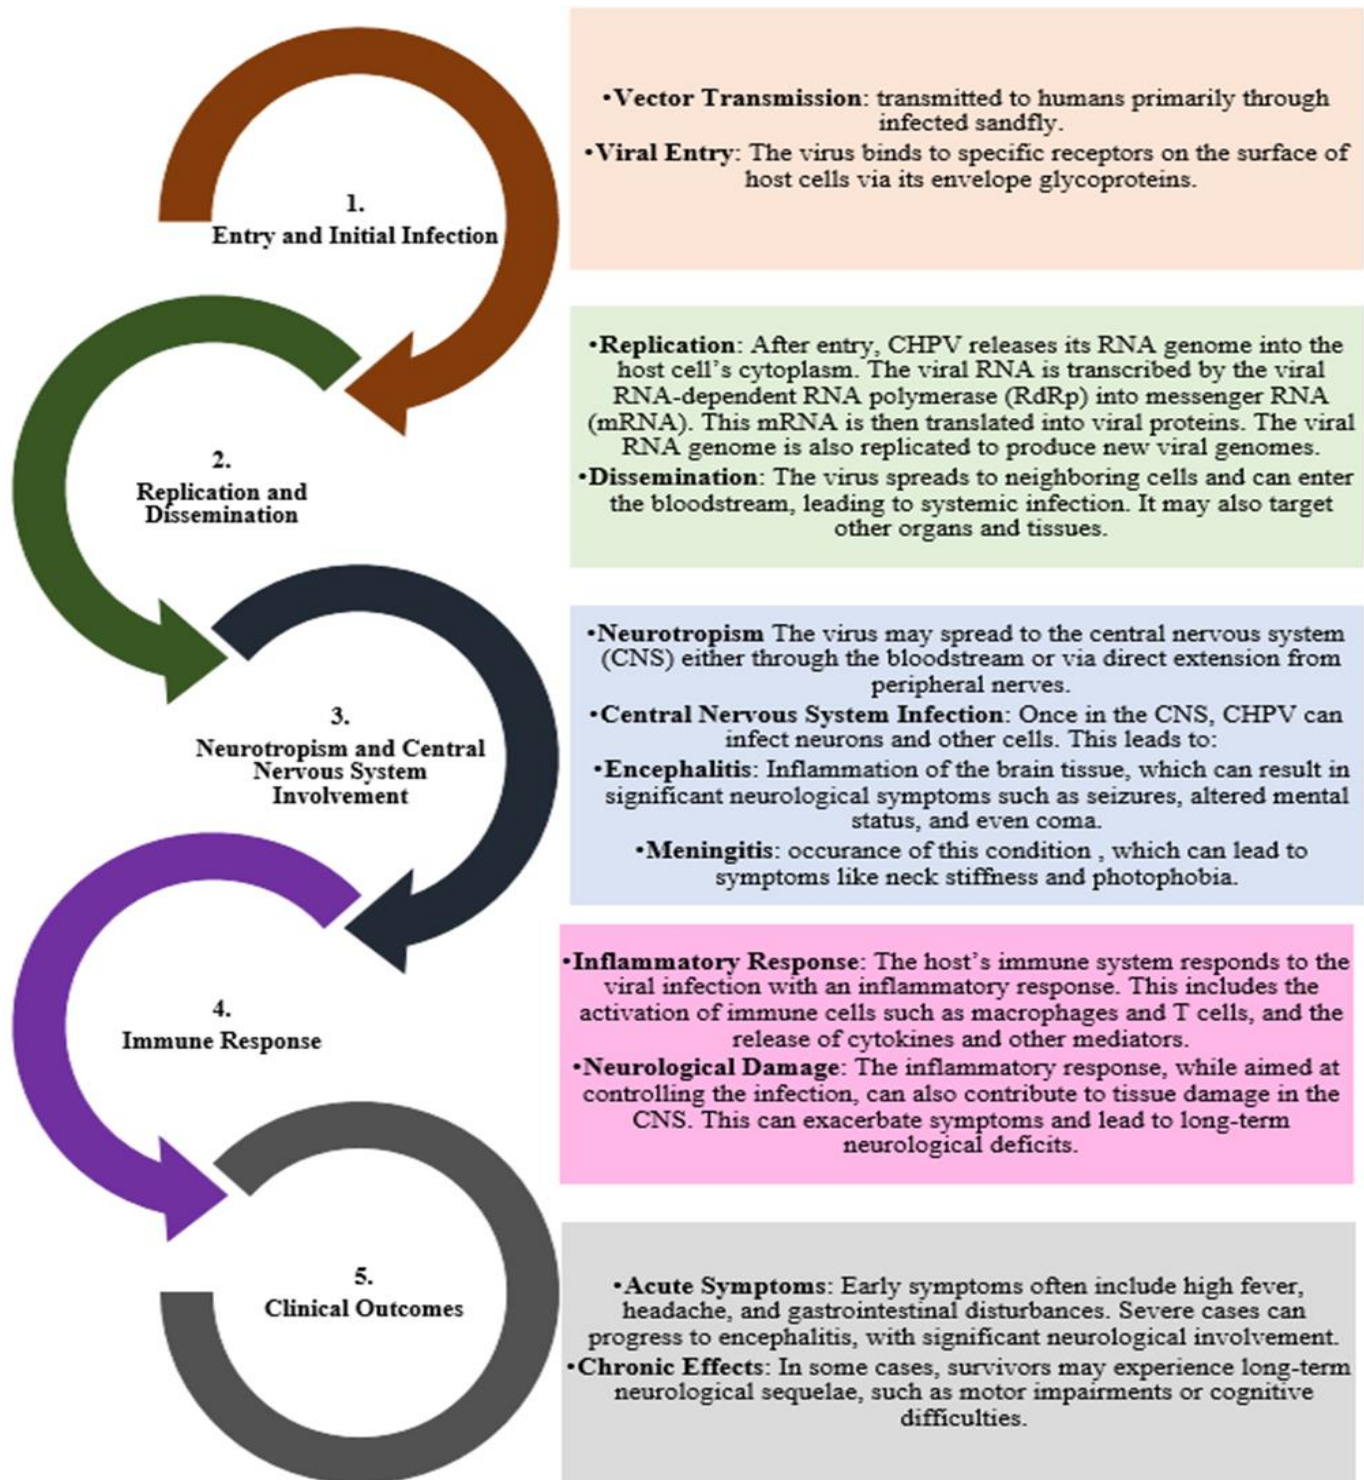 1.
Entry and Initial Infection
•Vector Transmission: transmitted to humans primarily through
infected sandfly.
•Viral Entry: The virus binds to specific receptors on the surface of
host cells via its envelope glycoproteins.
2.
Replication and
Dissemination
•Replication: After entry, CHPV releases its RNA genome into the
host cell's cytoplasm. The viral RNA is transcribed by the viral
RNA-dependent RNA polymerase (RdRp) into messenger RNA
(mRNA). This mRNA is then translated into viral proteins. The viral
RNA genome is also replicated to produce new viral genomes.
•Dissemination: The virus spreads to neighboring cells and can enter
the bloodstream, leading to systemic infection. It may also target
other organs and tissues.
3.
Neurotropism and Central
Nervous System
Involvement
•Neurotropism The virus may spread to the central nervous system
(CNS) either through the bloodstream or via direct extension from
peripheral nerves.
•Central Nervous System Infection: Once in the CNS, CHPV can
infect neurons and other cells. This leads to:
•Encephalitis: Inflammation of the brain tissue, which can result in
significant neurological symptoms such as seizures, altered mental
status, and even coma.
•Meningitis: occurance of this condition , which can lead to
symptoms like neck stiffness and photophobia.
4.
Immune Response
•Inflammatory Response: The host's immune system responds to the
viral infection with an inflammatory response. This includes the
activation of immune cells such as macrophages and T cells, and the
release of cytokines and other mediators.
•Neurological Damage: The inflammatory response, while aimed at
controlling the infection, can also contribute to tissue damage in the
CNS. This can exacerbate symptoms and lead to long-term
neurological deficits.
5.
Clinical Outcomes
•Acute Symptoms: Early symptoms often include high fever,
headache, and gastrointestinal disturbances. Severe cases can
progress to encephalitis, with significant neurological involvement.
•Chronic Effects: In some cases, survivors may experience long-term
neurological sequelae, such as motor impairments or cognitive
difficulties.